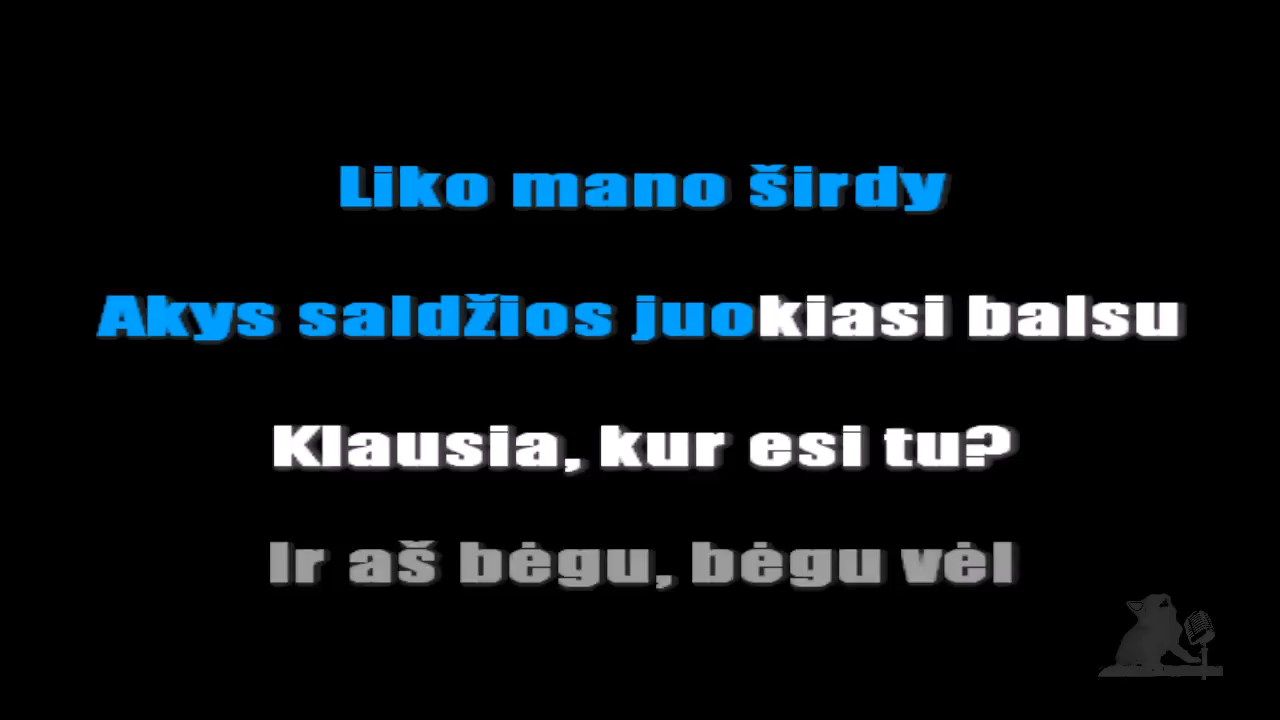 Liko mano širdy
Akys saldžios juokiasi balsu
Klausia, kur esi tu?
Ir aš bėgu, bėgu vėl